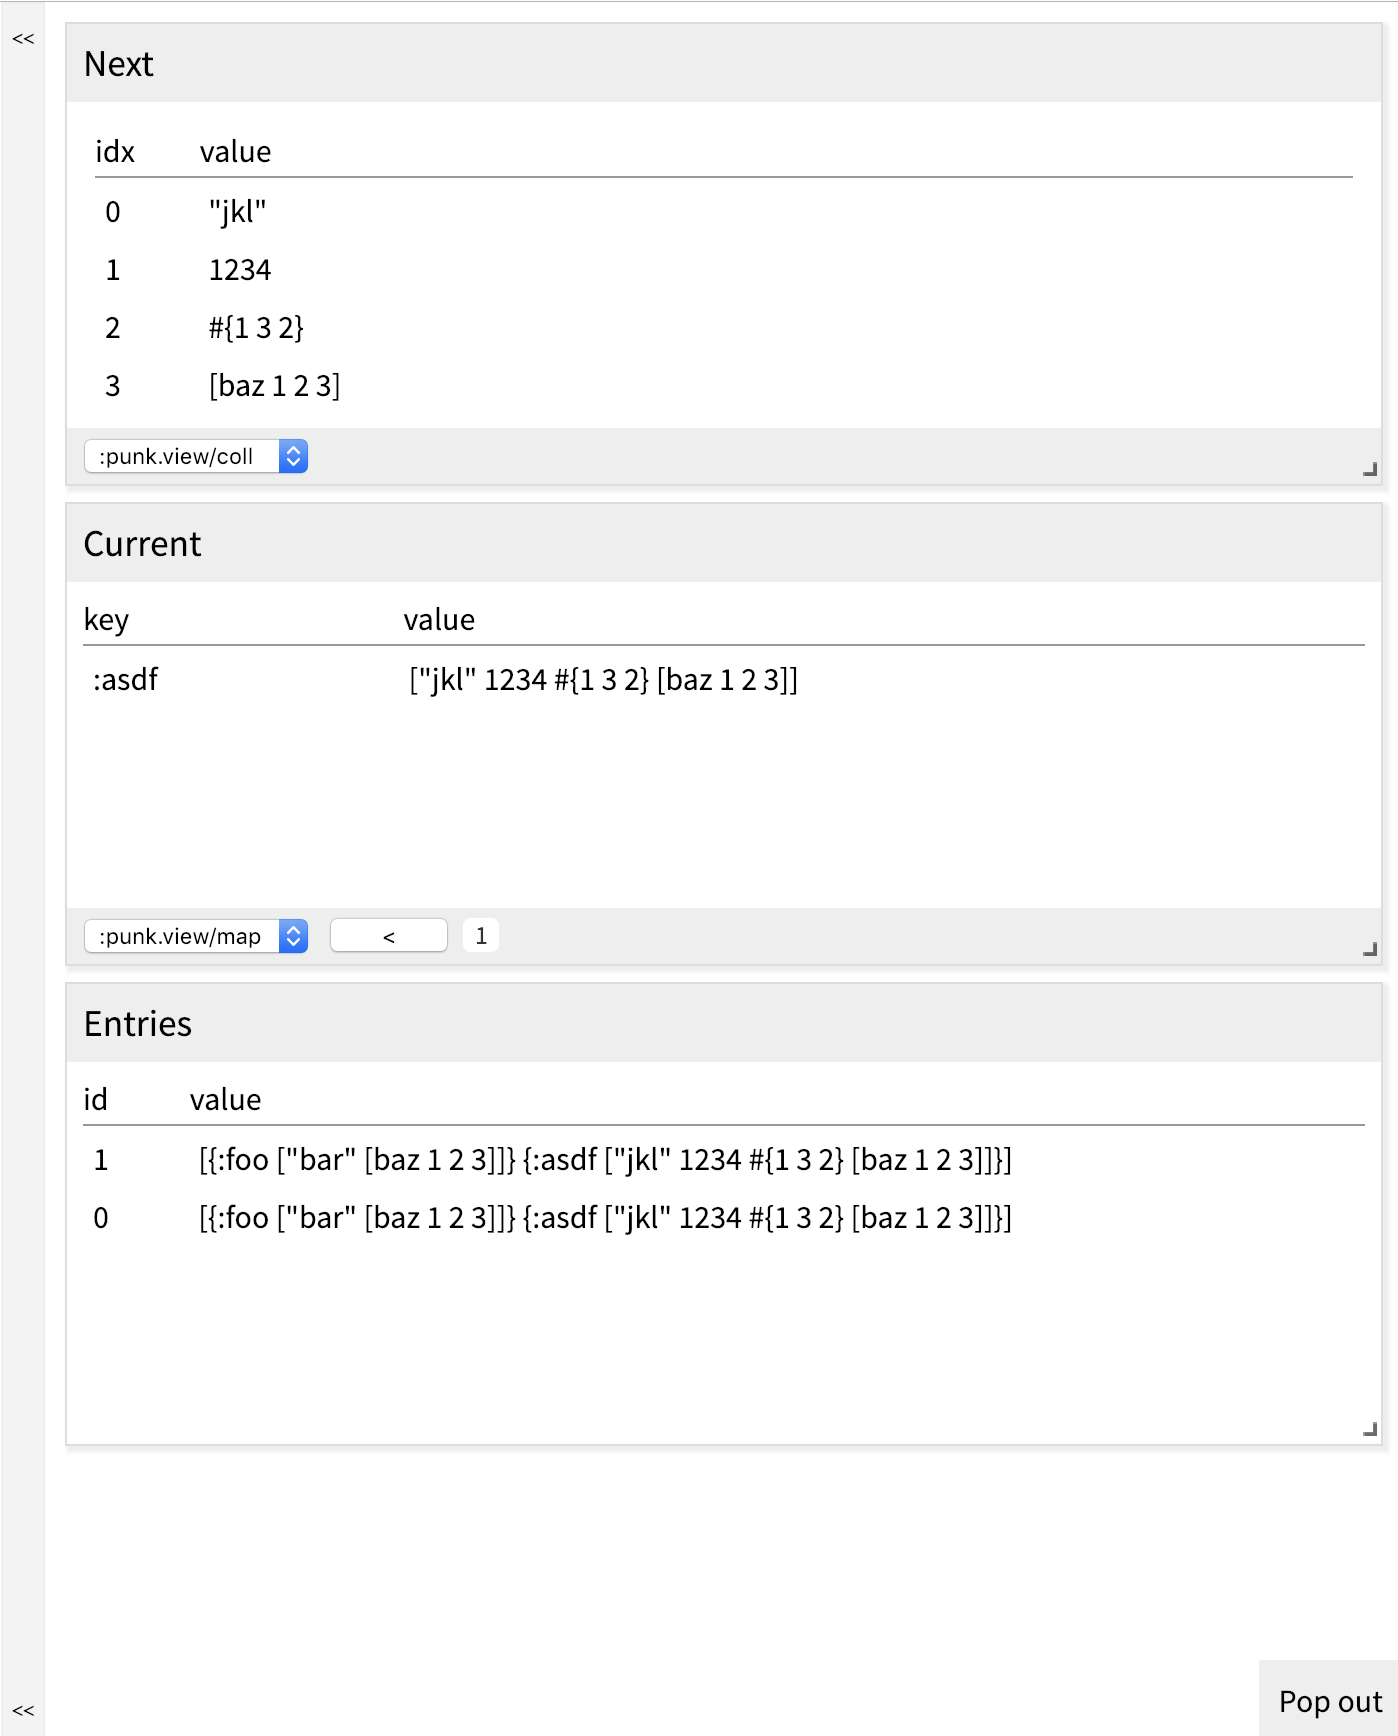 <<
Next
idx value
0 "jkl"
1 1234
2 #{1 3 2}
3 [baz 1 2 3]
:punk.view/coll
Current
key value
:asdf ["jkl" 1234 #{1 3 2} [baz 1 2 3]]
:punk.view/map < 1
Entries
id value
1 [{:foo ["bar" [baz 1 2 3]]} {:asdf ["jkl" 1234 #{1 3 2} [baz 1 2 3]]}]
0 [{:foo ["bar" [baz 1 2 3]]} {:asdf ["jkl" 1234 #{1 3 2} [baz 1 2 3]]}]
<< Pop out